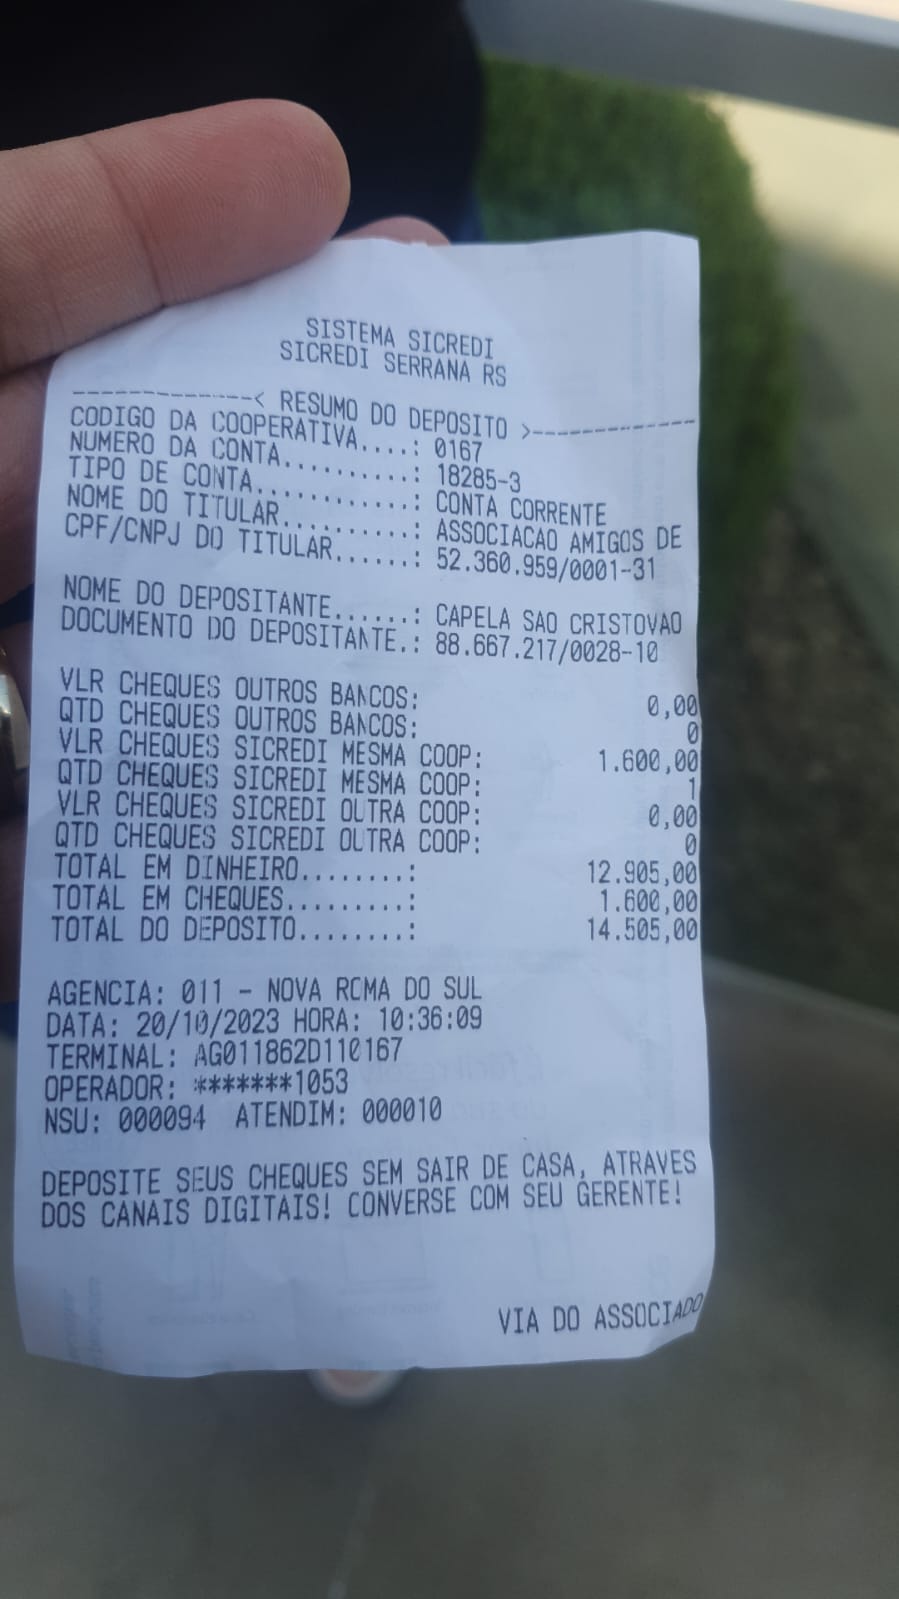 SISTEMA SICREDI
SICREDI SERRANA RS
-------------< RESUMO DO DEPOSITO >-------------
CODIGO DA COOPERATIVA....: 0167
NUMERO DA CONTA..........: 18285-3
TIPO DE CONTA............: CONTA CORRENTE
NOME DO TITULAR..........: ASSOCIACAO AMIGOS DE
CPF/CNPJ DO TITULAR......: 52.360.959/0001-31
NOME DO DEPOSITANTE......: CAPELA SAO CRISTOVAO
DOCUMENTO DO DEPOSITANTE.: 88.667.217/0028-10
VLR CHEQUES OUTROS BANCOS: 0,00
QTD CHEQUES OUTROS BANCOS: 0
VLR CHEQUES SICREDI MESMA COOP: 1.600,00
QTD CHEQUES SICREDI MESMA COOP: 1
VLR CHEQUES SICREDI OUTRA COOP: 0,00
QTD CHEQUES SICREDI OUTRA COOP: 0
TOTAL EM DINHEIRO........: 12.905,00
TOTAL EM CHEQUES.........: 1.600,00
TOTAL DO DEPOSITO........: 14.505,00
AGENCIA: 011 - NOVA ROMA DO SUL
DATA: 20/10/2023 HORA: 10:36:09
TERMINAL: AG011862D110167
OPERADOR: *******1053
NSU: 000094 ATENDIM: 000010
DEPOSITE SEUS CHEQUES SEM SAIR DE CASA, ATRAVES
DOS CANAIS DIGITAIS! CONVERSE COM SEU GERENTE!
VIA DO ASSOCIADO